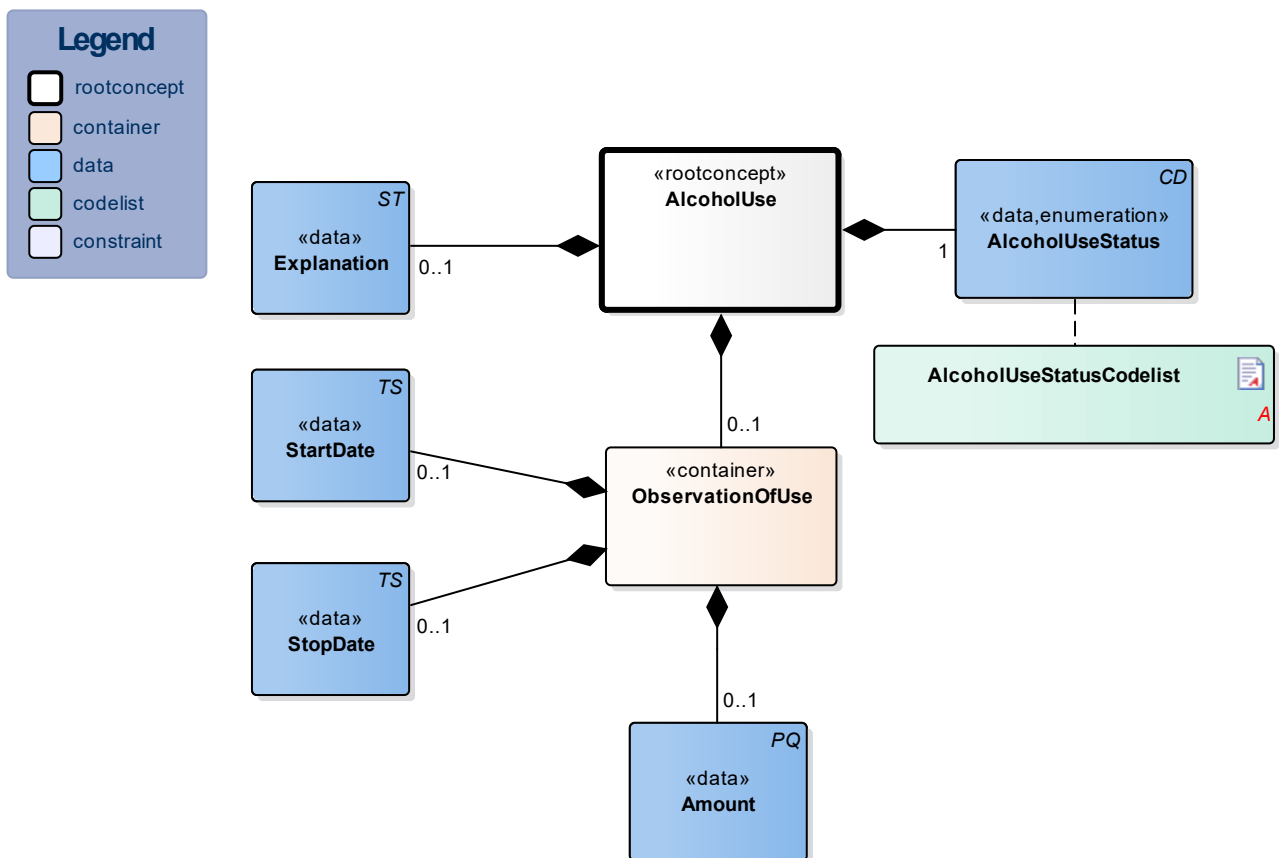 Legend
rootconcept
container
data
codelist
constraint
«rootconcept»
AlcoholUse
CD
«data,enumeration»
AlcoholUseStatus
ST
«data»
Explanation
0..1
1
AlcoholUseStatusCodelist
A
TS
«data»
StartDate
0..1
0..1
«container»
ObservationOfUse
TS
«data»
StopDate
0..1
0..1
PQ
«data»
Amount